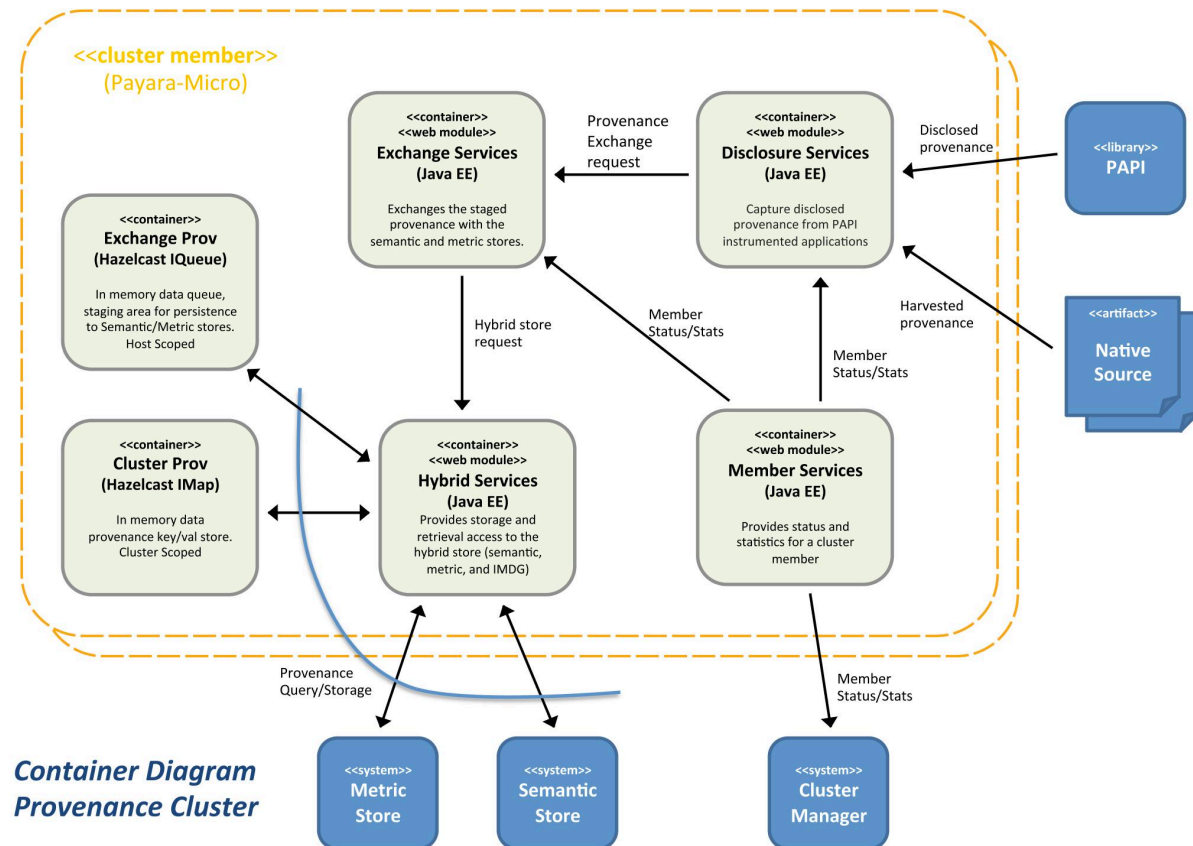 <<cluster member>>
(Payara-Micro)
<<container>>
<<web module>>
Exchange Services
(Java EE)
Exchanges the staged
provenance with the
semantic and metric stores.
Provenance
Exchange
request
<<container>>
<<web module>>
Disclosure Services
(Java EE)
Capture disclosed
provenance from PAPI
instrumented applications
Disclosed
provenance
<<library>>
PAPI
<<container>>
Exchange Prov
(Hazelcast IQueue)
In memory data queue,
staging area for persistence
to Semantic/Metric stores.
Host Scoped
Hybrid store
request
Member
Status/Stats
Member
Status/Stats
Harvested
provenance
<<artifact>>
Native
Source
<<container>>
Cluster Prov
(Hazelcast IMap)
In memory data
provenance key/val store.
Cluster Scoped
<<container>>
<<web module>>
Hybrid Services
(Java EE)
Provides storage and
retrieval access to the
hybrid store (semantic,
metric, and IMDG)
<<container>>
<<web module>>
Member Services
(Java EE)
Provides status and
statistics for a cluster
member
Provenance
Query/Storage
Member
Status/Stats
Container Diagram
Provenance Cluster
<<system>>
Metric
Store
<<system>>
Semantic
Store
<<system>>
Cluster
Manager